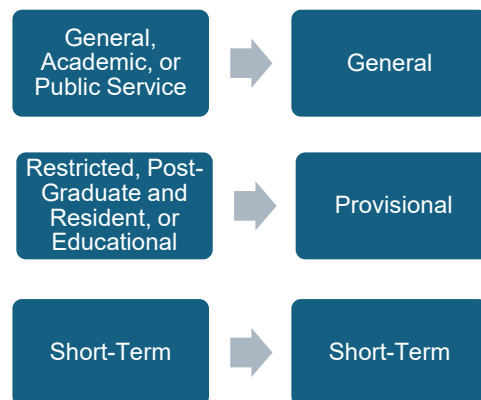 General,
Academic, or
Public Service
General
Restricted, Post-
Graduate and
Resident, or
Educational
Provisional
Short-Term
Short-Term